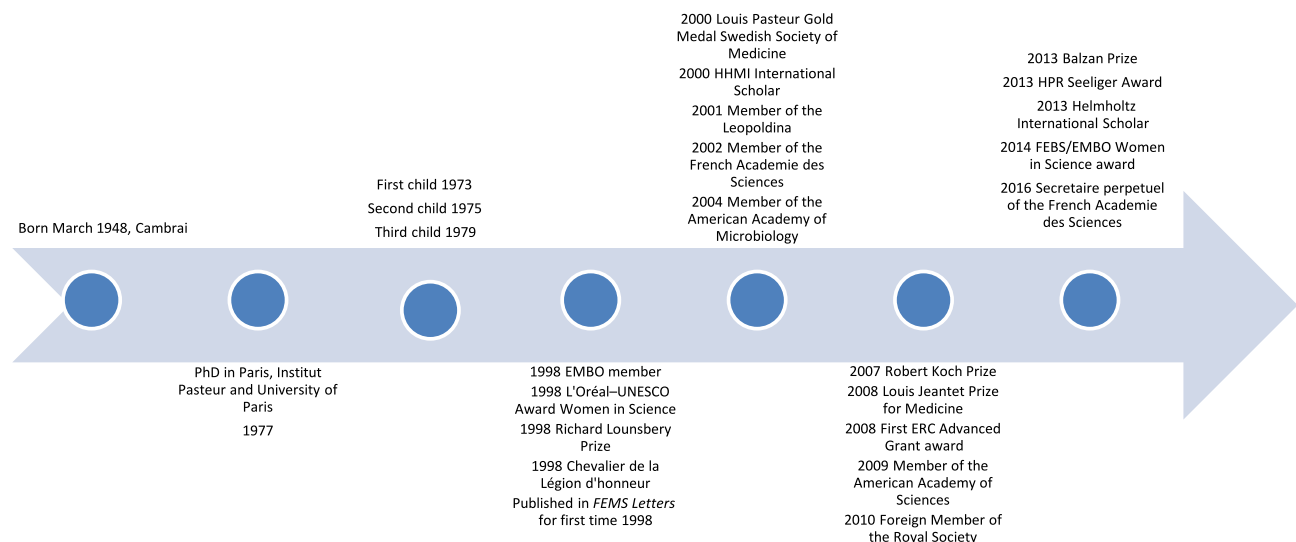 Born March 1948, Cambrai
PhD in Paris, Institut
Pasteur and University of
Paris
1977
First child 1973
Second child 1975
Third child 1979
1998 EMBO member
1998 L'Oréal–UNESCO
Award Women in Science
1998 Richard Lounsbery
Prize
1998 Chevalier de la
Légion d'honneur
Published in FEMS Letters
for first time 1998
2000 Louis Pasteur Gold
Medal Swedish Society of
Medicine
2000 HHMI International
Scholar
2001 Member of the
Leopoldina
2002 Member of the
French Academie des
Sciences
2004 Member of the
American Academy of
Microbiology
2007 Robert Koch Prize
2008 Louis Jeantet Prize
for Medicine
2008 First ERC Advanced
Grant award
2009 Member of the
American Academy of
Sciences
2010 Foreign Member of
the Royal Society
2013 Balzan Prize
2013 HPR Seeliger Award
2013 Helmholtz
International Scholar
2014 FEBS/EMBO Women
in Science award
2016 Secretaire perpetuel
of the French Academie
des Sciences